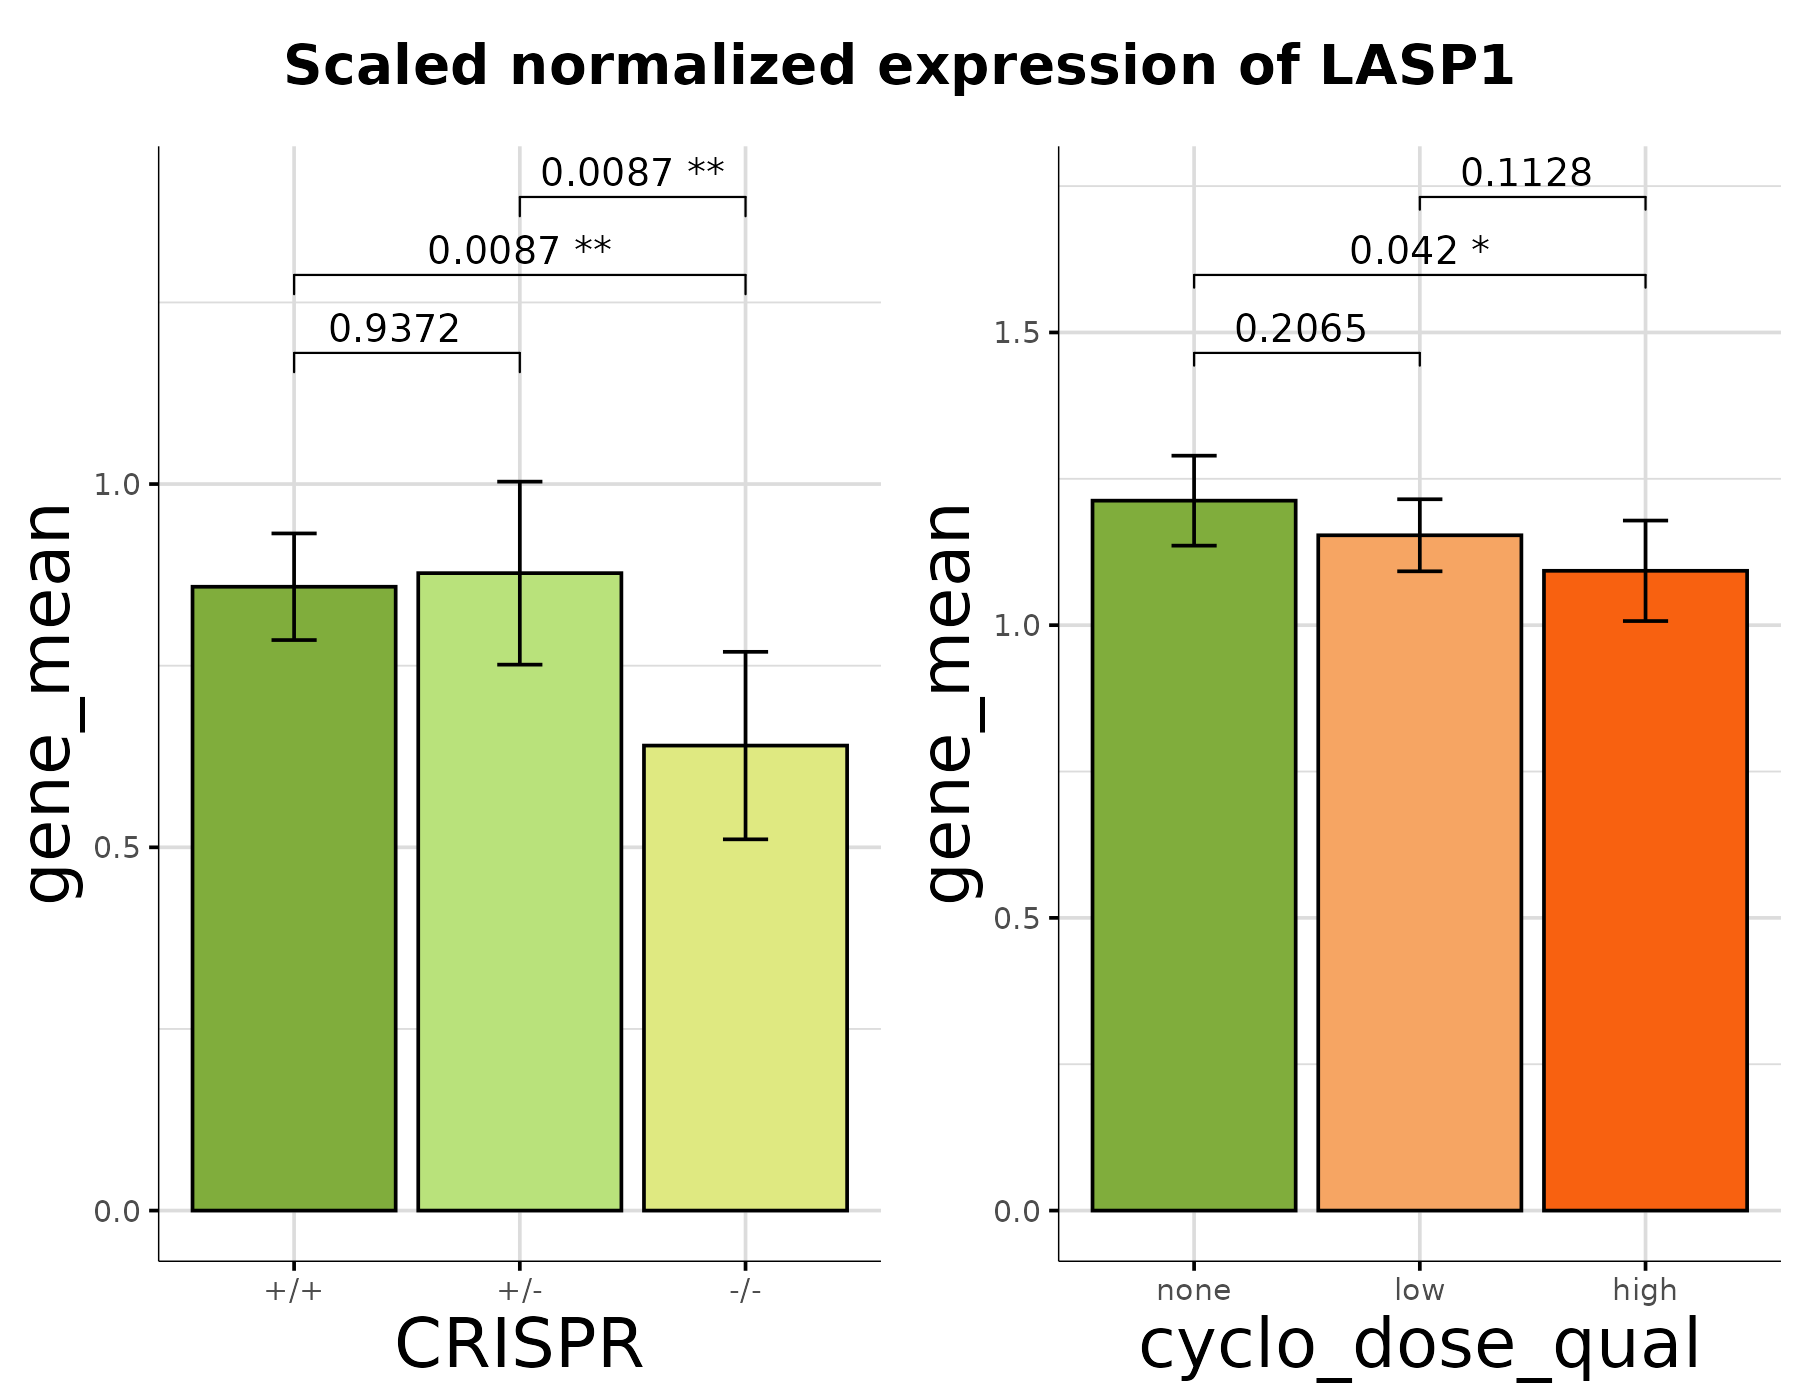 Scaled normalized expression of LASP1
gene_mean
0.0087 **
0.0087 **
0.9372
1.0
0.5
0.0
+/+ +/- -/-
CRISPR
gene_mean
0.1128
0.042 *
0.2065
1.5
1.0
0.5
0.0
none low high
cyclo_dose_qual